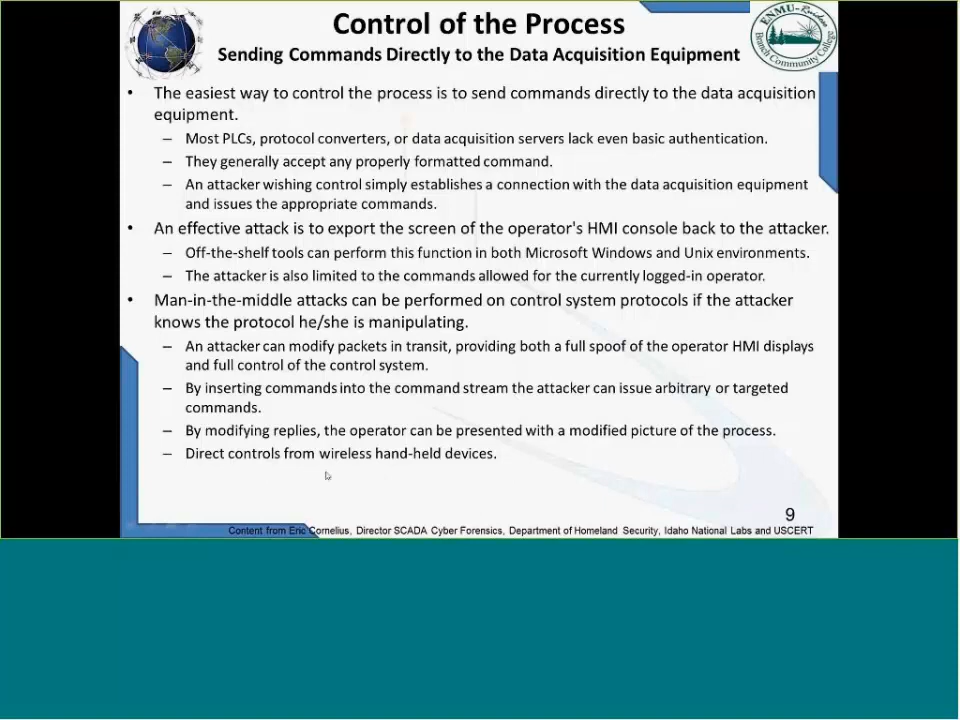 Control of the Process
Sending Commands Directly to the Data Acquisition Equipment
ENMU-Ruidoso
Branch Community College
• The easiest way to control the process is to send commands directly to the data acquisition
equipment.
– Most PLCs, protocol converters, or data acquisition servers lack even basic authentication.
– They generally accept any properly formatted command.
– An attacker wishing control simply establishes a connection with the data acquisition equipment
and issues the appropriate commands.
• An effective attack is to export the screen of the operator's HMI console back to the attacker.
– Off-the-shelf tools can perform this function in both Microsoft Windows and Unix environments.
– The attacker is also limited to the commands allowed for the currently logged-in operator.
• Man-in-the-middle attacks can be performed on control system protocols if the attacker
knows the protocol he/she is manipulating.
– An attacker can modify packets in transit, providing both a full spoof of the operator HMI displays
and full control of the control system.
– By inserting commands into the command stream the attacker can issue arbitrary or targeted
commands.
– By modifying replies, the operator can be presented with a modified picture of the process.
– Direct controls from wireless hand-held devices.
9
Content from Eric Cornelius, Director SCADA Cyber Forensics, Department of Homeland Security, Idaho National Labs and USCERT